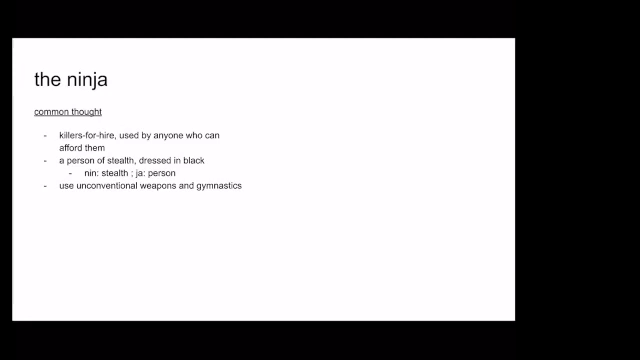 the ninja
common thought
- killers-for-hire, used by anyone who can
afford them
- a person of stealth, dressed in black
- nin: stealth ; ja: person
- use unconventional weapons and gymnastics